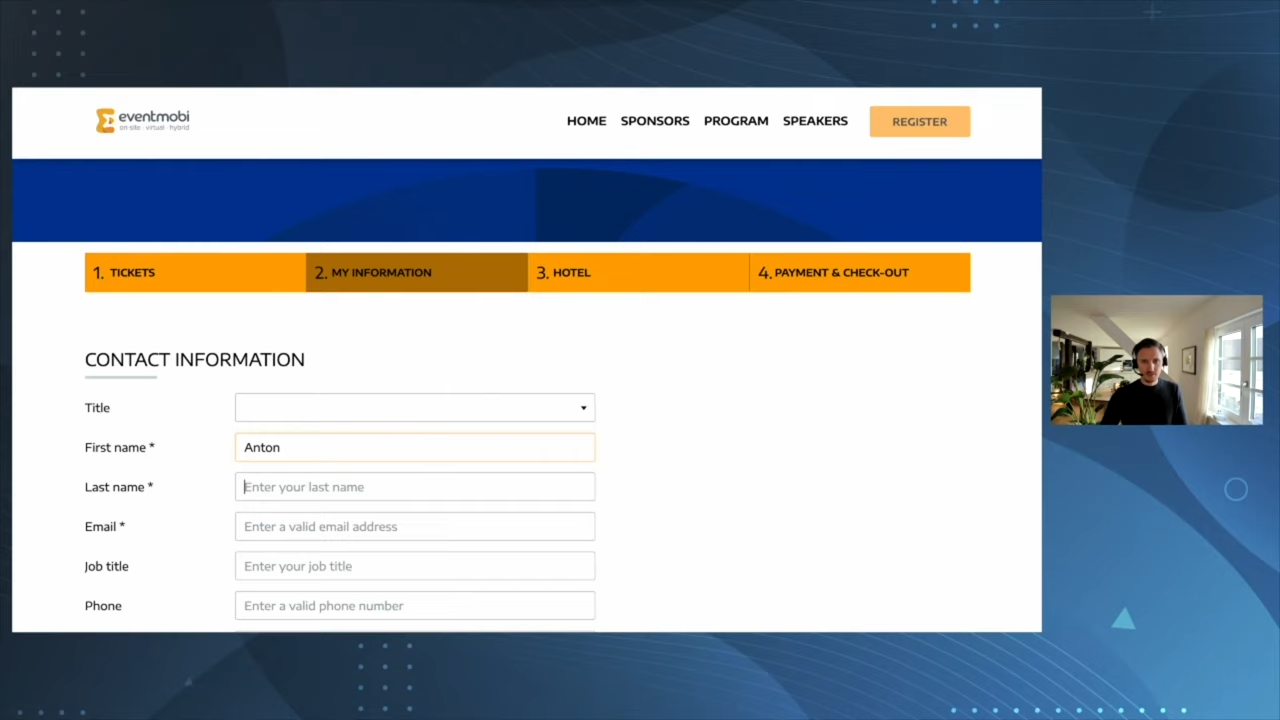 eventmobi
on-site · virtual · hybrid
HOME SPONSORS PROGRAM SPEAKERS REGISTER
1. TICKETS 2. MY INFORMATION 3. HOTEL 4. PAYMENT & CHECK-OUT
CONTACT INFORMATION
Title
First name * Anton
Last name * Enter your last name
Email * Enter a valid email address
Job title Enter your job title
Phone Enter a valid phone number